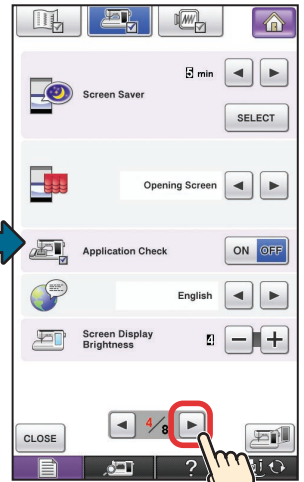 5 min
Screen Saver
SELECT
Opening Screen
Application Check
ON OFF
English
Screen Display
Brightness
4
4/8
CLOSE
?